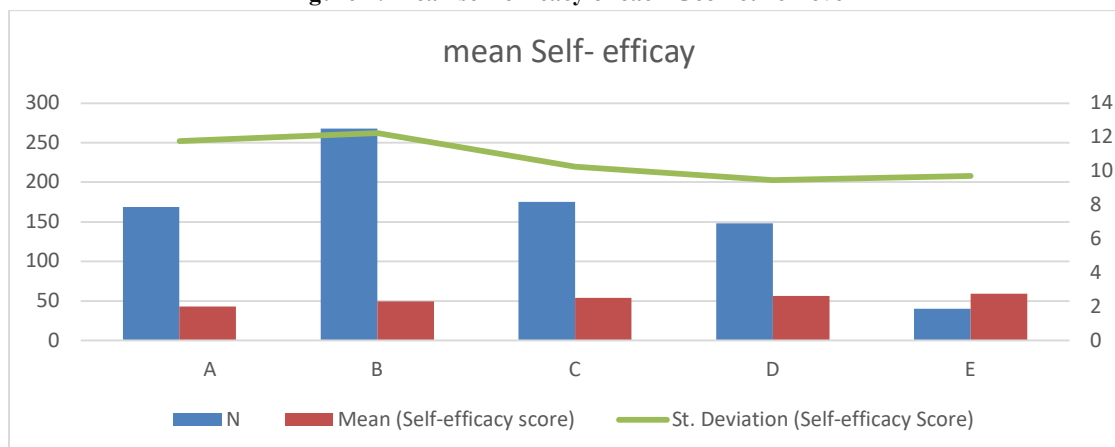 mean Self- efficay
300 14
250 12
200 10
150 8
100 6
50 4
0 2
0
A B C D E
N Mean (Self-efficacy score) St. Deviation (Self-efficacy Score)